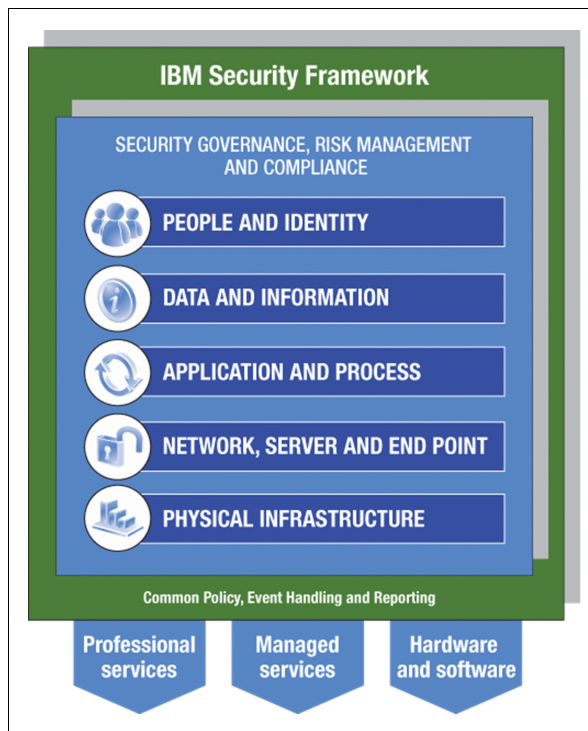 IBM Security Framework
SECURITY GOVERNANCE, RISK MANAGEMENT
AND COMPLIANCE
PEOPLE AND IDENTITY
DATA AND INFORMATION
APPLICATION AND PROCESS
NETWORK, SERVER AND END POINT
PHYSICAL INFRASTRUCTURE
Common Policy, Event Handling and Reporting
Professional
services
Managed
services
Hardware
and software